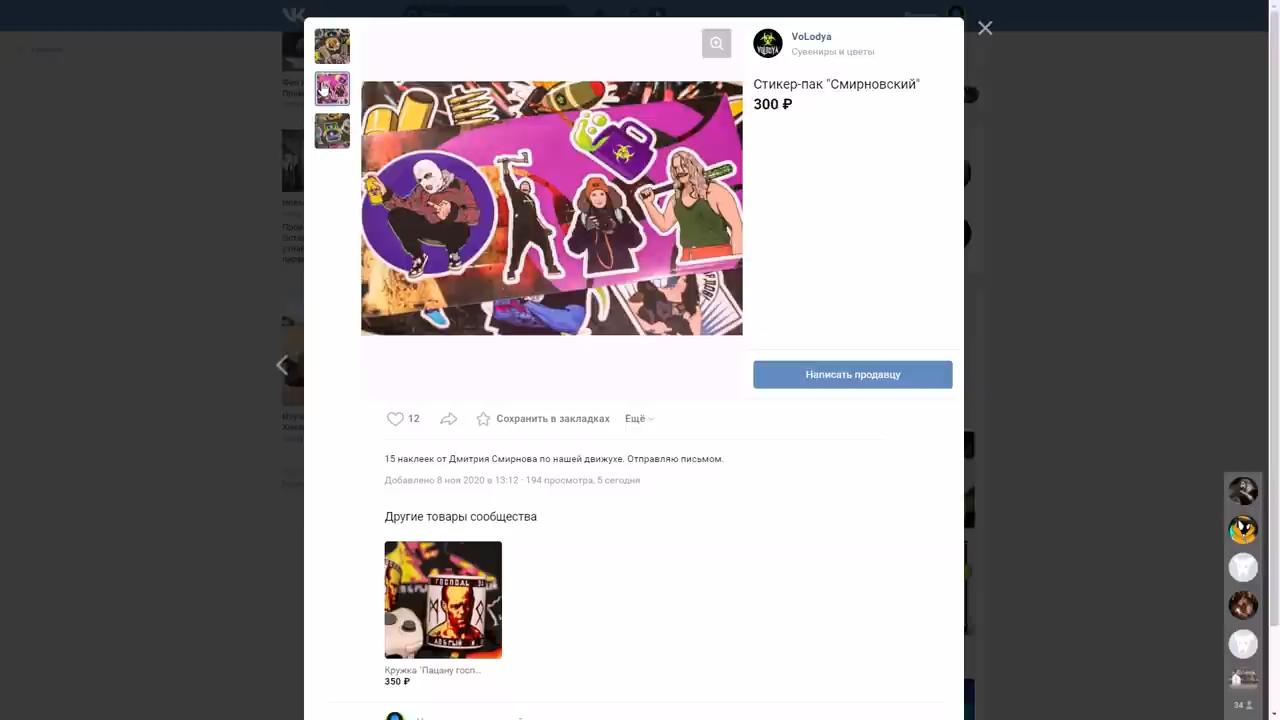 VoLodya
Сувениры и цветы
Стикер-пак "Смирновский"
300 ₽
Написать продавцу
12
Сохранить в закладках
Ещё
15 наклеек от Дмитрия Смирнова по нашей движухе. Отправляю письмом.
Добавлено 8 ноя 2020 в 13:12 · 194 просмотра, 5 сегодня
Другие товары сообщества
Кружка "Пацану госп...
350 ₽
34